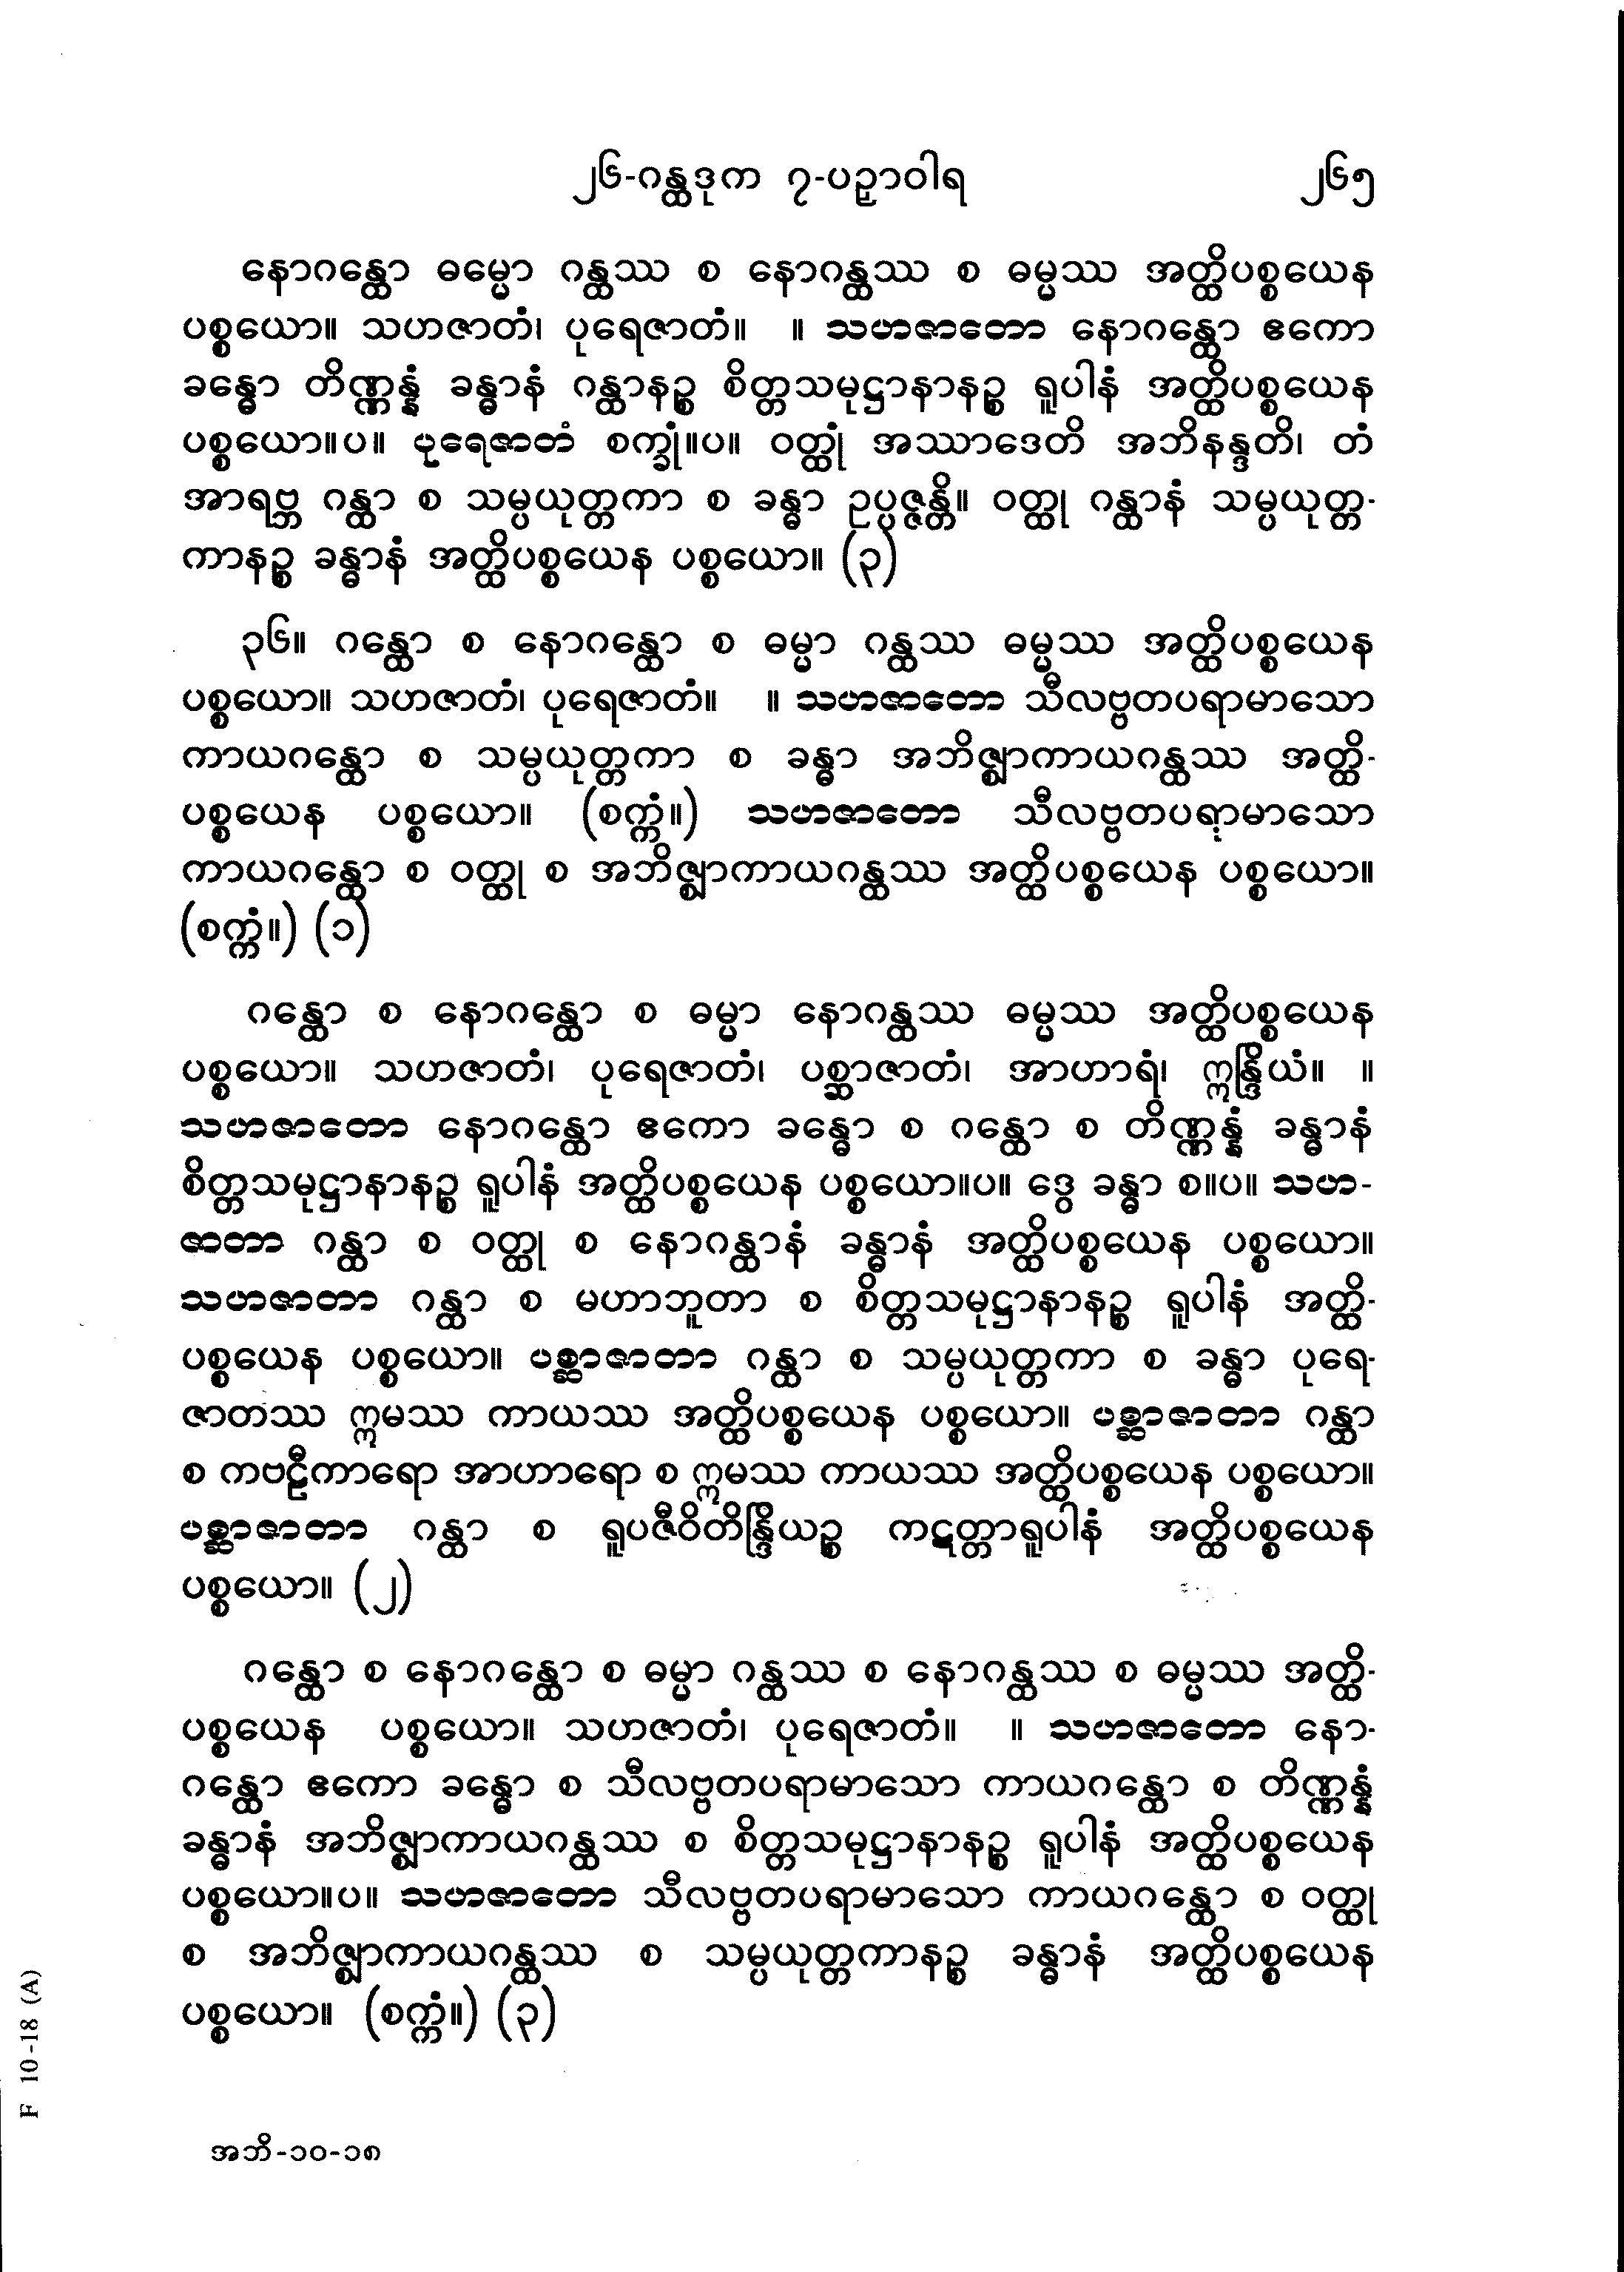 ၂၆-ဂန္ထဒုက ၇-ပဉှာဝါရ ၂၆၅
နောဂန္ထော ဓမ္မော ဂန္ထဿ စ နောဂန္ထဿ စ ဓမ္မဿ အတ္ထိပစ္စယေန
ပစ္စယော။ သဟဇာတံ၊ ပုရေဇာတံ။ ။ သဟဇာတော နောဂန္ထော ဧကော
ခန္ဓော တိဏ္ဏန္နံ ခန္ဓာနံ ဂန္ထာနဉ္စ စိတ္တသမုဋ္ဌာနာနဉ္စ ရူပါနံ အတ္ထိပစ္စယေန
ပစ္စယော။ပ။ ပုရေဇာတံ စက္ခုံ။ပ။ ဝတ္ထုံ အဿာဒေတိ အဘိနန္ဒတိ၊ တံ
အာရဗ္ဘ ဂန္ထာ စ သမ္ပယုတ္တကာ စ ခန္ဓာ ဥပ္ပဇ္ဇန္တိ။ ဝတ္ထု ဂန္ထာနံ သမ္ပယုတ္တ-
ကာနဉ္စ ခန္ဓာနံ အတ္ထိပစ္စယေန ပစ္စယော။ (၃)
၃၆။ ဂန္ထော စ နောဂန္ထော စ ဓမ္မာ ဂန္ထဿ ဓမ္မဿ အတ္ထိပစ္စယေန
ပစ္စယော။ သဟဇာတံ၊ ပုရေဇာတံ။ ။ သဟဇာတော သီလဗ္ဗတပရာမာသော
ကာယဂန္ထော စ သမ္ပယုတ္တကာ စ ခန္ဓာ အဘိဇ္ဈာကာယဂန္ထဿ အတ္ထိ-
ပစ္စယေန ပစ္စယော။ (စက္ကံ။) သဟဇာတော သီလဗ္ဗတပရာမာသော
ကာယဂန္ထော စ ဝတ္ထု စ အဘိဇ္ဈာကာယဂန္ထဿ အတ္ထိပစ္စယေန ပစ္စယော။
(စက္ကံ။) (၁)
ဂန္ထော စ နောဂန္ထော စ ဓမ္မာ နောဂန္ထဿ ဓမ္မဿ အတ္ထိပစ္စယေန
ပစ္စယော။ သဟဇာတံ၊ ပုရေဇာတံ၊ ပစ္ဆာဇာတံ၊ အာဟာရံ၊ ဣန္ဒြိယံ။ ။
သဟဇာတော နောဂန္ထော ဧကော ခန္ဓော စ ဂန္ထော စ တိဏ္ဏန္နံ ခန္ဓာနံ
စိတ္တသမုဋ္ဌာနာနဉ္စ ရူပါနံ အတ္ထိပစ္စယေန ပစ္စယော။ပ။ ဒွေ ခန္ဓာ စ။ပ။ သဟ-
ဇာတာ ဂန္ထာ စ ဝတ္ထု စ နောဂန္ထာနံ ခန္ဓာနံ အတ္ထိပစ္စယေန ပစ္စယော။
သဟဇာတာ ဂန္ထာ စ မဟာဘူတာ စ စိတ္တသမုဋ္ဌာနာနဉ္စ ရူပါနံ အတ္ထိ-
ပစ္စယေန ပစ္စယော။ ပစ္ဆာဇာတာ ဂန္ထာ စ သမ္ပယုတ္တကာ စ ခန္ဓာ ပုရေ-
ဇာတဿ ဣမဿ ကာယဿ အတ္ထိပစ္စယေန ပစ္စယော။ ပစ္ဆာဇာတာ ဂန္ထာ
စ ကဗဠီကာရော အာဟာရော စ ဣမဿ ကာယဿ အတ္ထိပစ္စယေန ပစ္စယော။
ပစ္ဆာဇာတာ ဂန္ထာ စ ရူပဇီဝိတိန္ဒြိယဉ္စ ကဋတ္တာရူပါနံ အတ္ထိပစ္စယေန
ပစ္စယော။ (၂)
ဂန္ထော စ နောဂန္ထော စ ဓမ္မာ ဂန္ထဿ စ နောဂန္ထဿ စ ဓမ္မဿ အတ္ထိ-
ပစ္စယေန ပစ္စယော။ သဟဇာတံ၊ ပုရေဇာတံ။ ။ သဟဇာတော နော-
ဂန္ထော ဧကော ခန္ဓော စ သီလဗ္ဗတပရာမာသော ကာယဂန္ထော စ တိဏ္ဏန္နံ
ခန္ဓာနံ အဘိဇ္ဈာကာယဂန္ထဿ စ စိတ္တသမုဋ္ဌာနာနဉ္စ ရူပါနံ အတ္ထိပစ္စယေန
ပစ္စယော။ပ။ သဟဇာတော သီလဗ္ဗတပရာမာသော ကာယဂန္ထော စ ဝတ္ထု
စ အဘိဇ္ဈာကာယဂန္ထဿ စ သမ္ပယုတ္တကာနဉ္စ ခန္ဓာနံ အတ္ထိပစ္စယေန
ပစ္စယော။ (စက္ကံ။) (၃)
F 10-18 (A)
အဘိ-၁၀-၁၈